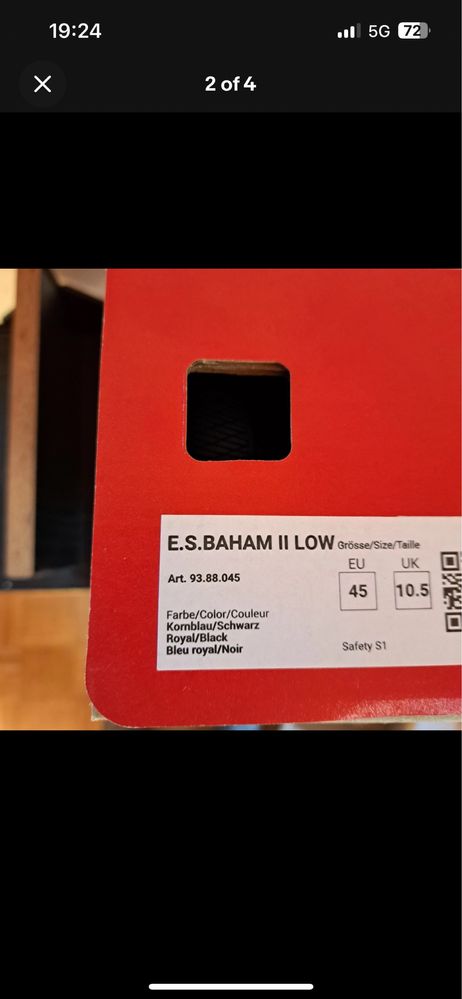 19:24
5G
72
2 of 4
E.S.BAHAM II LOW Grösse/Size/Taille
EU UK
Art. 93.88.045
45 10.5
Farbe/Color/Couleur
Kornblau/Schwarz
Royal/Black
Bleu royal/Noir
Safety S1